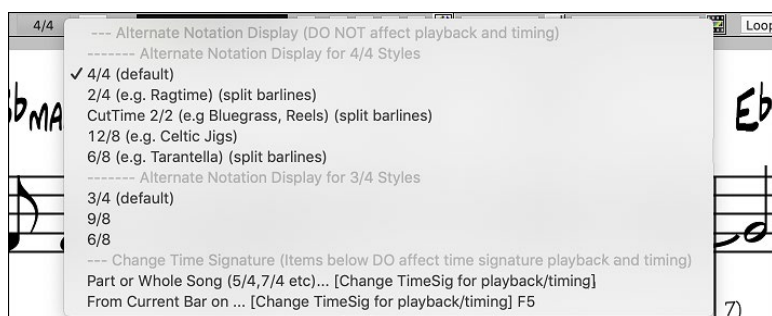 4/4
Loop
--- Alternate Notation Display (DO NOT affect playback and timing)
------- Alternate Notation Display for 4/4 Styles
✓ 4/4 (default)
2/4 (e.g. Ragtime) (split barlines)
CutTime 2/2 (e.g Bluegrass, Reels) (split barlines)
12/8 (e.g. Celtic Jigs)
6/8 (e.g. Tarantella) (split barlines)
------- Alternate Notation Display for 3/4 Styles
3/4 (default)
9/8
6/8
--- Change Time Signature (Items below DO affect time signature playback and timing)
Part or Whole Song (5/4,7/4 etc)... [Change TimeSig for playback/timing]
From Current Bar on ... [Change TimeSig for playback/timing] F5
b MA
Eb
7)